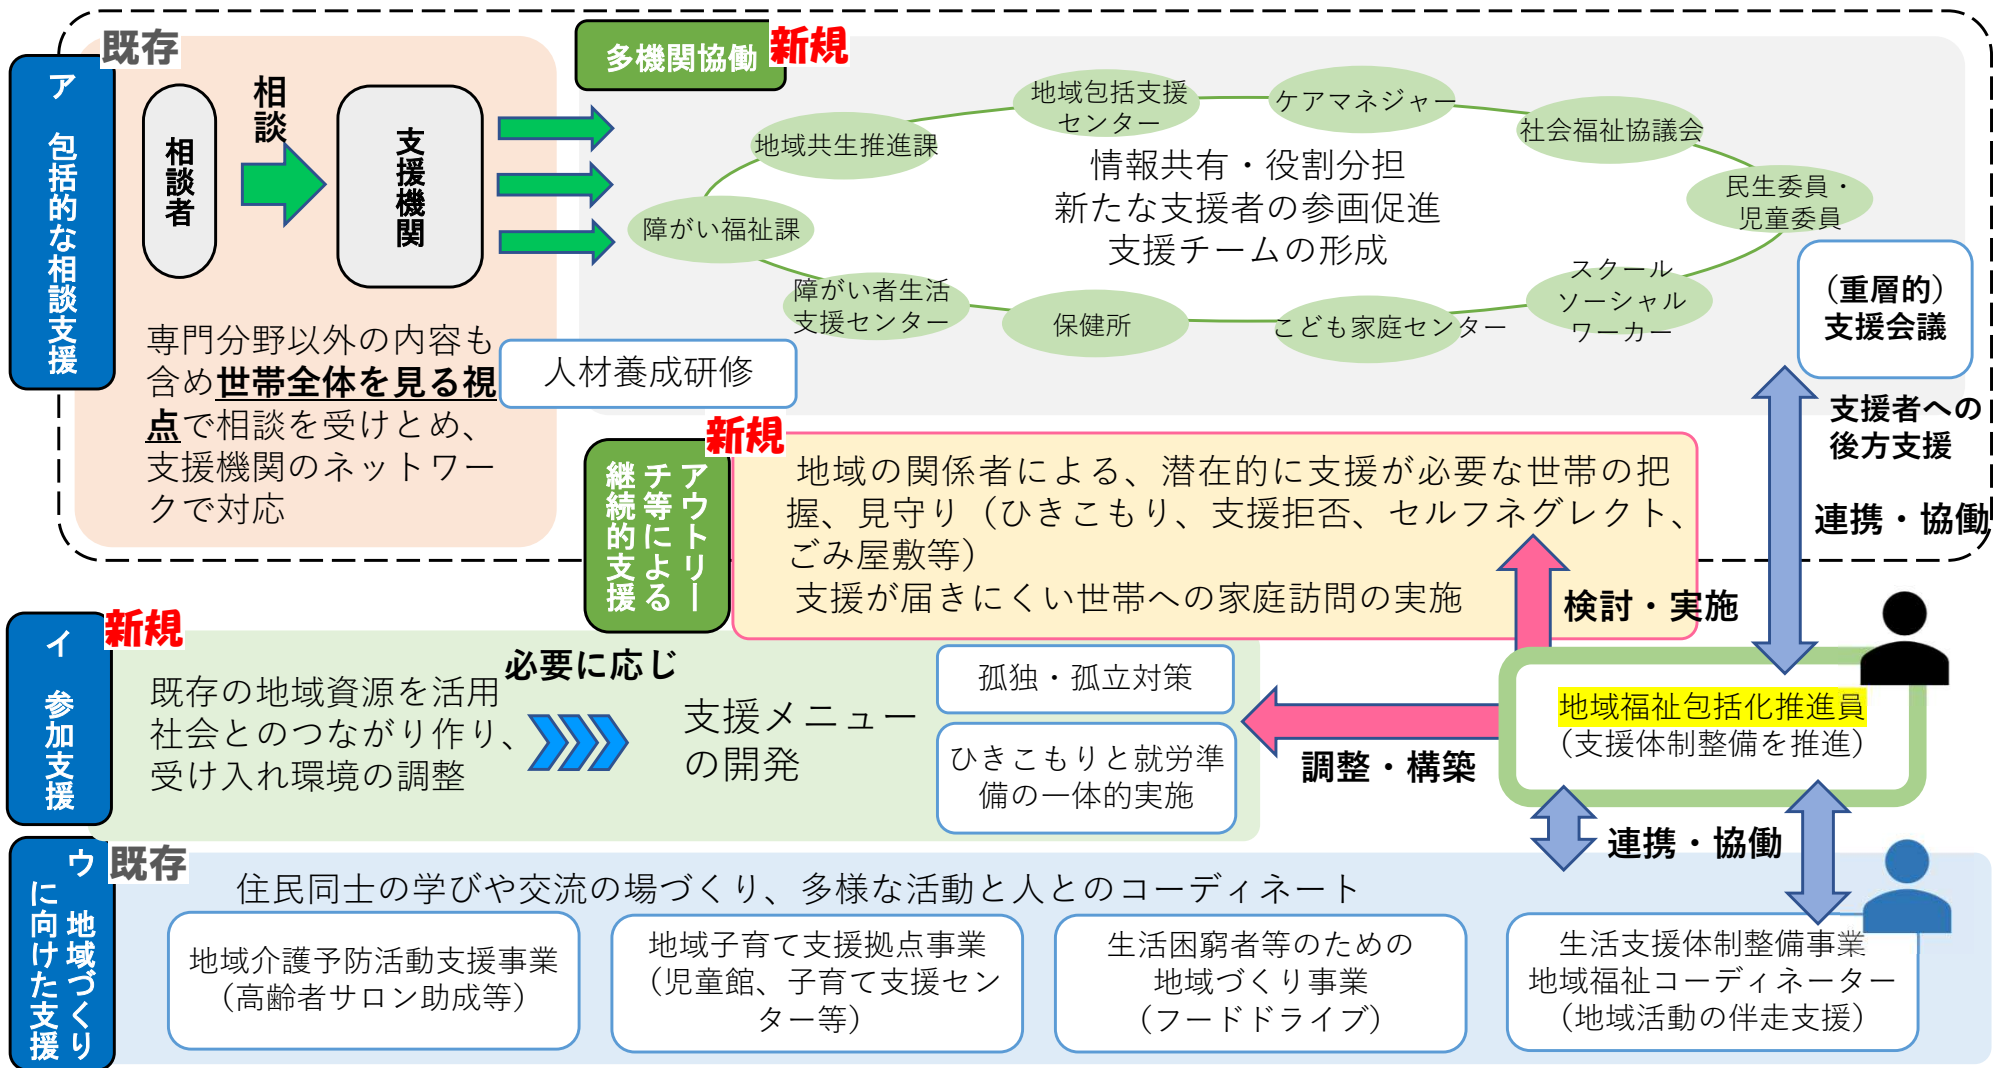 既存
ア 包括的な相談支援
相談者
相談
支援機関
専門分野以外の内容も
含め世帯全体を見る視
点で相談を受けとめ、
支援機関のネットワー
クで対応
多機関協働
新規
地域包括支援
センター
ケアマネジャー
社会福祉協議会
地域共生推進課
民生委員・
児童委員
障がい福祉課
情報共有・役割分担
新たな支援者の参画促進
支援チームの形成
障がい者生活
支援センター
保健所
こども家庭センター
スクール
ソーシャル
ワーカー
(重層的)
支援会議
人材養成研修
支援者への
後方支援
連携・協働
新規
アウトリー
チ等による
継続的支援
地域の関係者による、潜在的に支援が必要な世帯の把
握、見守り（ひきこもり、支援拒否、セルフネグレクト、
ごみ屋敷等）
支援が届きにくい世帯への家庭訪問の実施
検討・実施
新規
イ 参加支援
既存の地域資源を活用
社会とのつながり作り、
受け入れ環境の調整
必要に応じ
支援メニュー
の開発
孤独・孤立対策
ひきこもりと就労準
備の一体的実施
調整・構築
地域福祉包括化推進員
（支援体制整備を推進）
連携・協働
既存
ウ 地域づくり
に向けた支援
住民同士の学びや交流の場づくり、多様な活動と人とのコーディネート
地域介護予防活動支援事業
（高齢者サロン助成等）
地域子育て支援拠点事業
（児童館、子育て支援セン
ター等）
生活困窮者等のための
地域づくり事業
（フードドライブ）
生活支援体制整備事業
地域福祉コーディネーター
（地域活動の伴走支援）